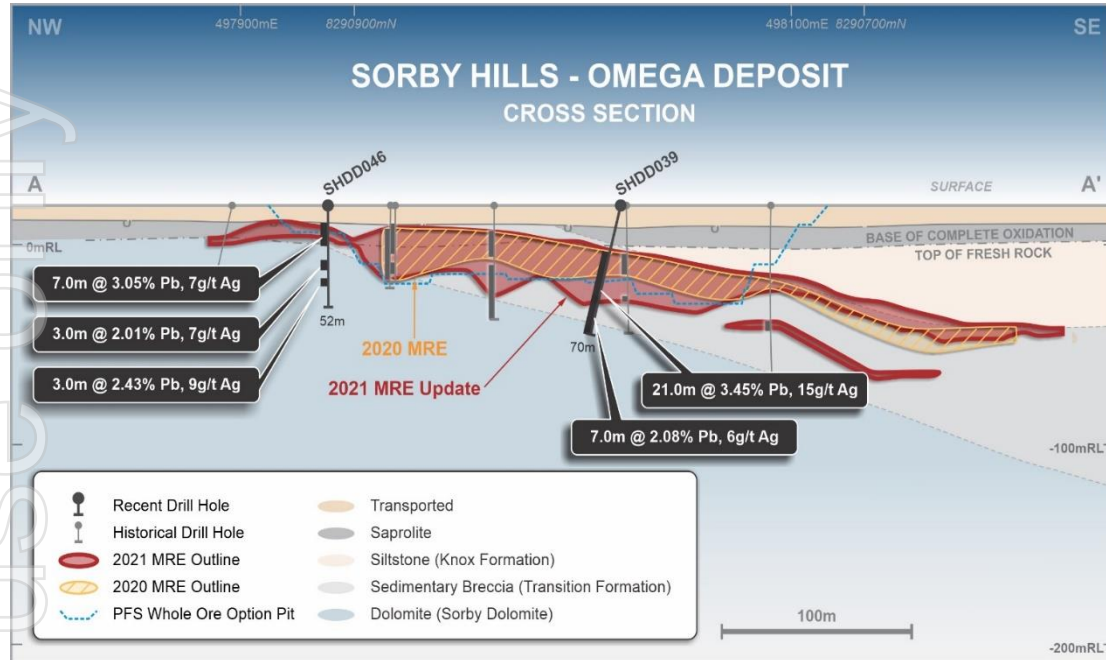 497900mE
8290900mN
498100mE
8290700mN
NW
SE
SORBY HILLS - OMEGA DEPOSIT
CROSS SECTION
SHDD046
SHDD039
A
SURFACE
A'
0mRL
BASE OF COMPLETE OXIDATION
TOP OF FRESH ROCK
7.0m @ 3.05% Pb, 7g/t Ag
3.0m @ 2.01% Pb, 7g/t Ag
3.0m @ 2.43% Pb, 9g/t Ag
52m
70m
2020 MRE
2021 MRE Update
21.0m @ 3.45% Pb, 15g/t Ag
7.0m @ 2.08% Pb, 6g/t Ag
-100mRL
Recent Drill Hole
Historical Drill Hole
2021 MRE Outline
2020 MRE Outline
PFS Whole Ore Option Pit
Transported
Saprolite
Siltstone (Knox Formation)
Sedimentary Breccia (Transition Formation)
Dolomite (Sorby Dolomite)
100m
-200mRL